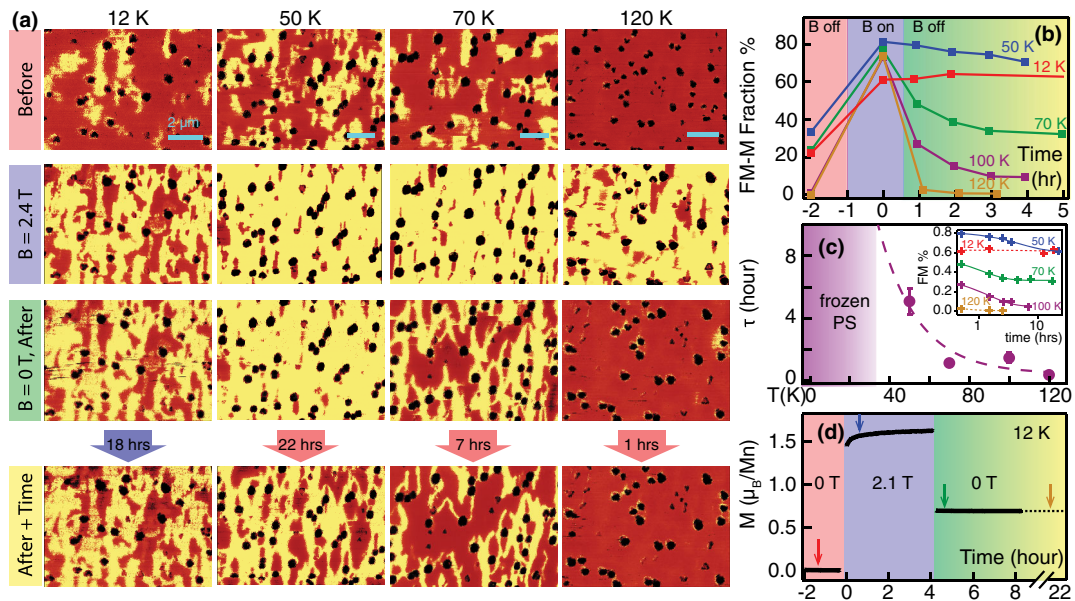 (a)
12 K
50 K
70 K
120 K
Before
2 μm
B = 2.4 T
B = 0 T, After
18 hrs
22 hrs
7 hrs
1 hrs
After + Time
(b)
B off
B on
B off
FM-M Fraction %
80
60
40
20
0
50 K
12 K
70 K
100 K
120 K
Time
(hr)
-2
-1
0
1
2
3
4
5
(c)
τ (hour)
8
4
0
frozen
PS
T(K)
40
80
120
FM %
0.8
0.6
0.4
0.2
0.0
12 K
50 K
70 K
100 K
120 K
1
10
time (hrs)
(d)
12 K
M (μB/Mn)
1.5
1.0
0.5
0.0
0 T
2.1 T
0 T
Time (hour)
-2
0
2
4
6
8
22